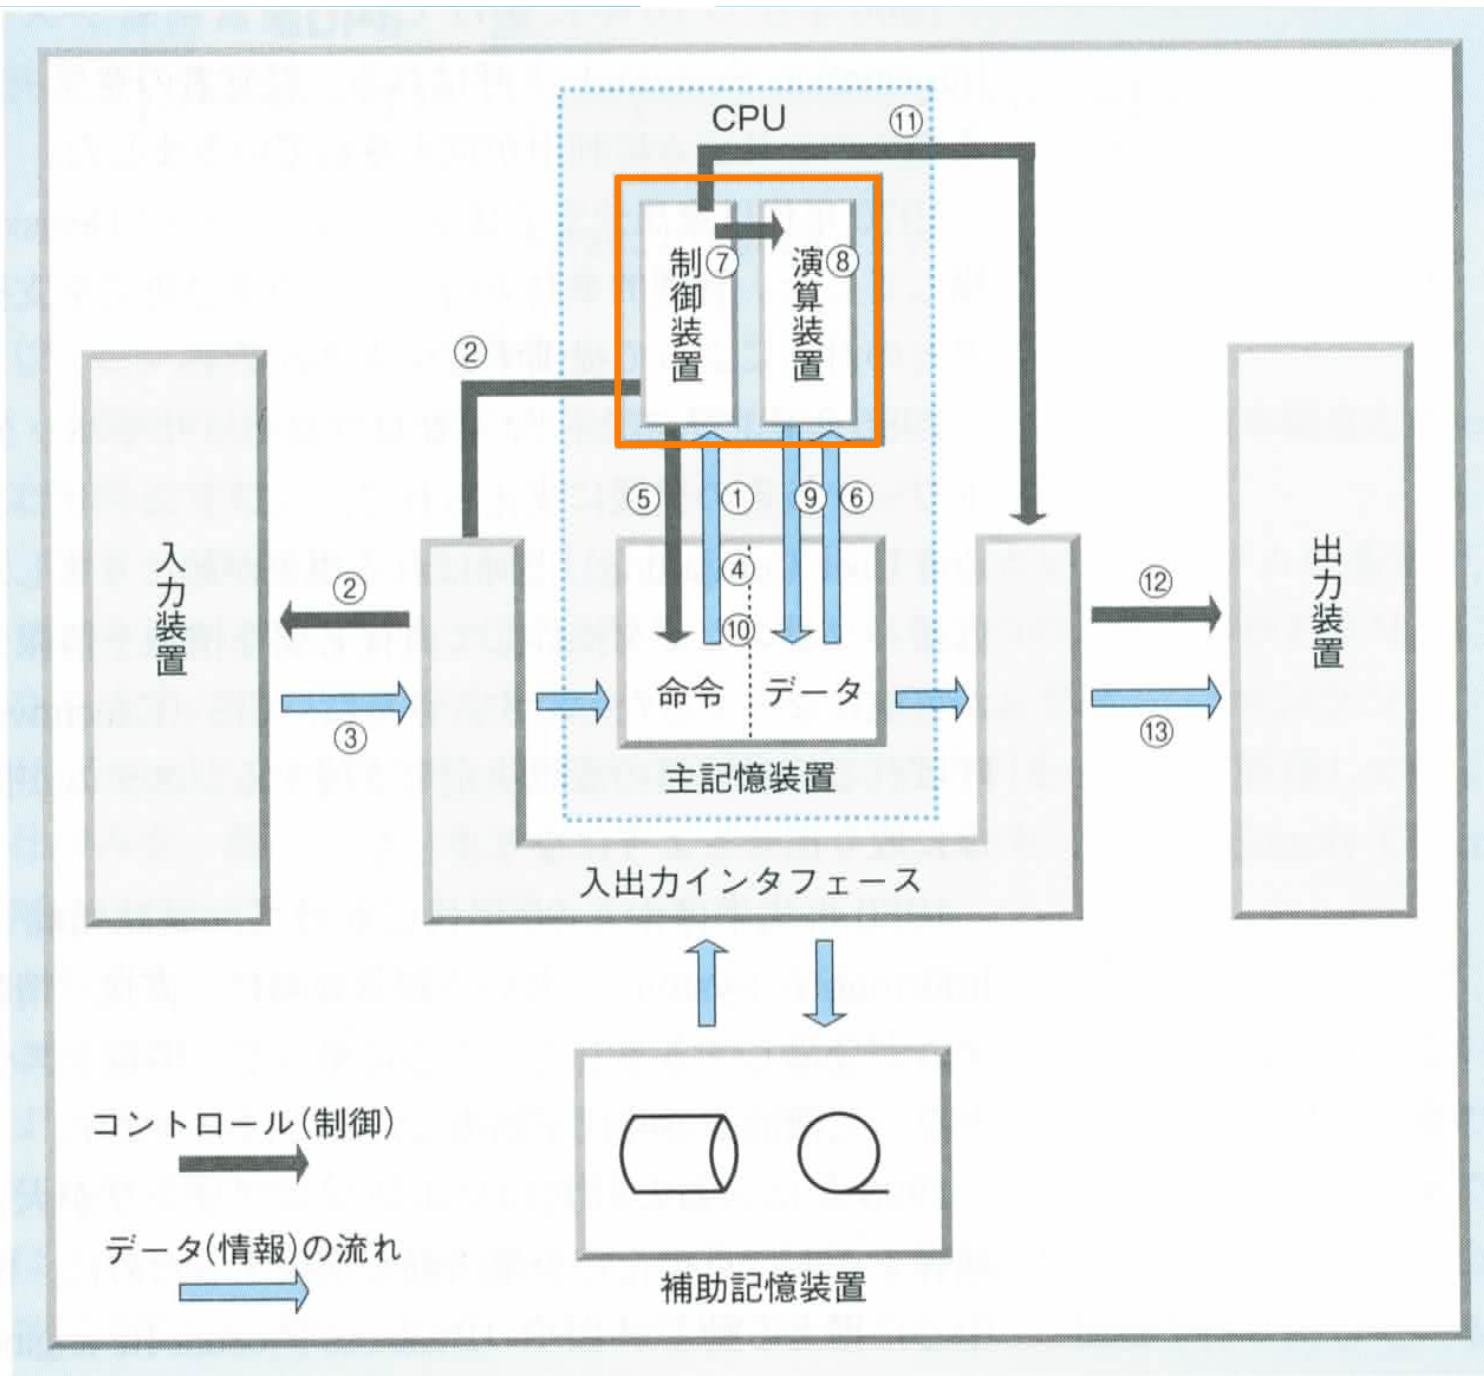 CPU
⑪
制御装置
⑦
演算装置
⑧
②
⑤
①
⑨
⑥
入力装置
②
③
④
⑩
命令
データ
主記憶装置
⑫
⑬
出力装置
入出力インタフェース
コントロール(制御)
データ(情報)の流れ
補助記憶装置